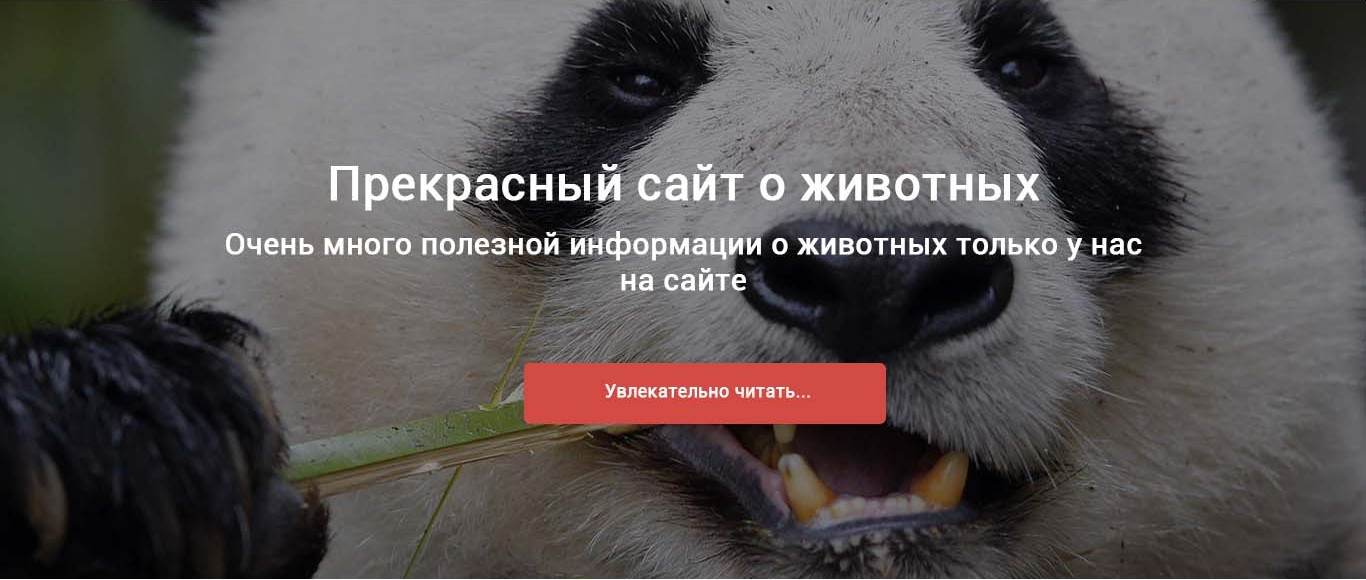 Прекрасный сайт о животных
Очень много полезной информации о животных только у нас
на сайте
Увлекательно читать...